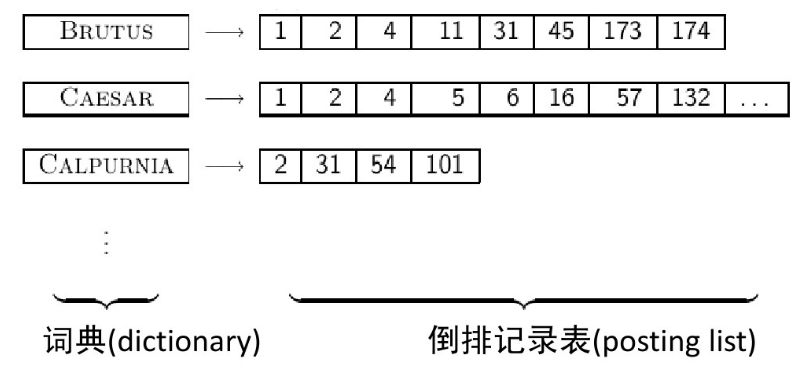 BRUTUS → 1 2 4 11 31 45 173 174
CAESAR → 1 2 4 5 6 16 57 132 ...
CALPURNIA → 2 31 54 101
⋮
词典(dictionary) 倒排记录表(posting list)